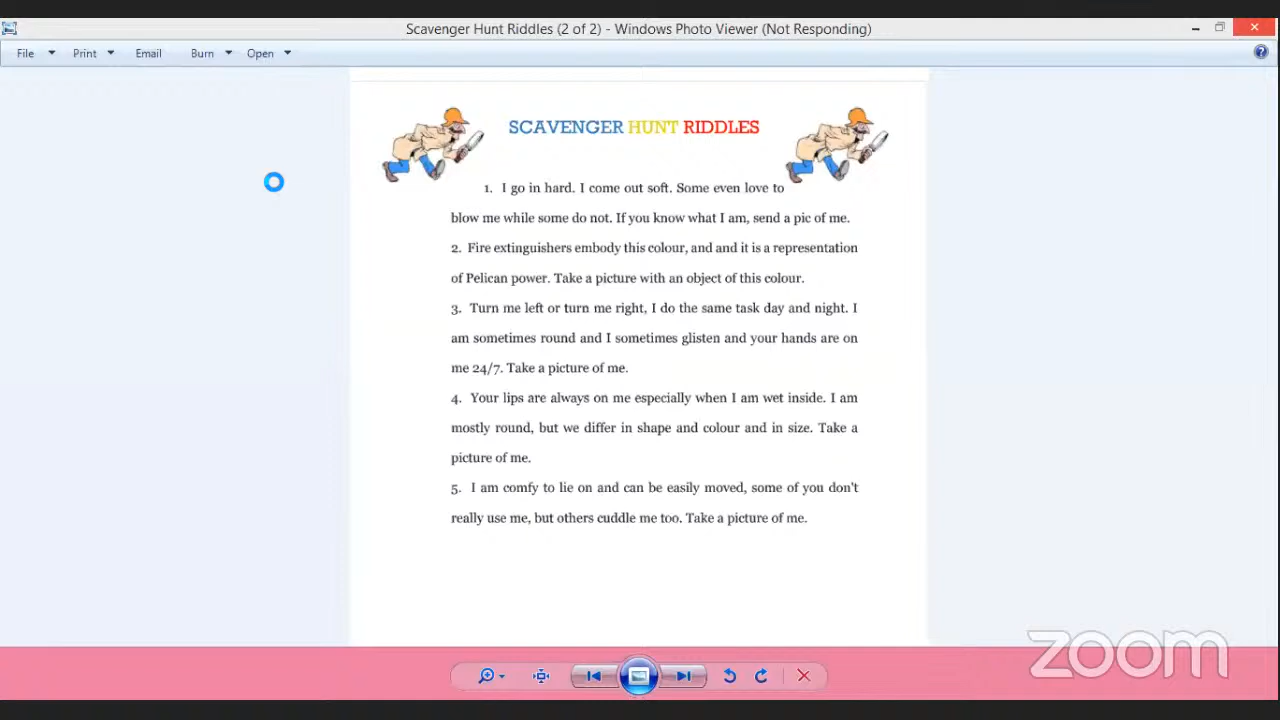 Scavenger Hunt Riddles (2 of 2) - Windows Photo Viewer (Not Responding)
File Print Email Burn Open
SCAVENGER HUNT RIDDLES
1. I go in hard. I come out soft. Some even love to
blow me while some do not. If you know what I am, send a pic of me.
2. Fire extinguishers embody this colour, and and it is a representation
of Pelican power. Take a picture with an object of this colour.
3. Turn me left or turn me right, I do the same task day and night. I
am sometimes round and I sometimes glisten and your hands are on
me 24/7. Take a picture of me.
4. Your lips are always on me especially when I am wet inside. I am
mostly round, but we differ in shape and colour and in size. Take a
picture of me.
5. I am comfy to lie on and can be easily moved, some of you don't
really use me, but others cuddle me too. Take a picture of me.
zoom